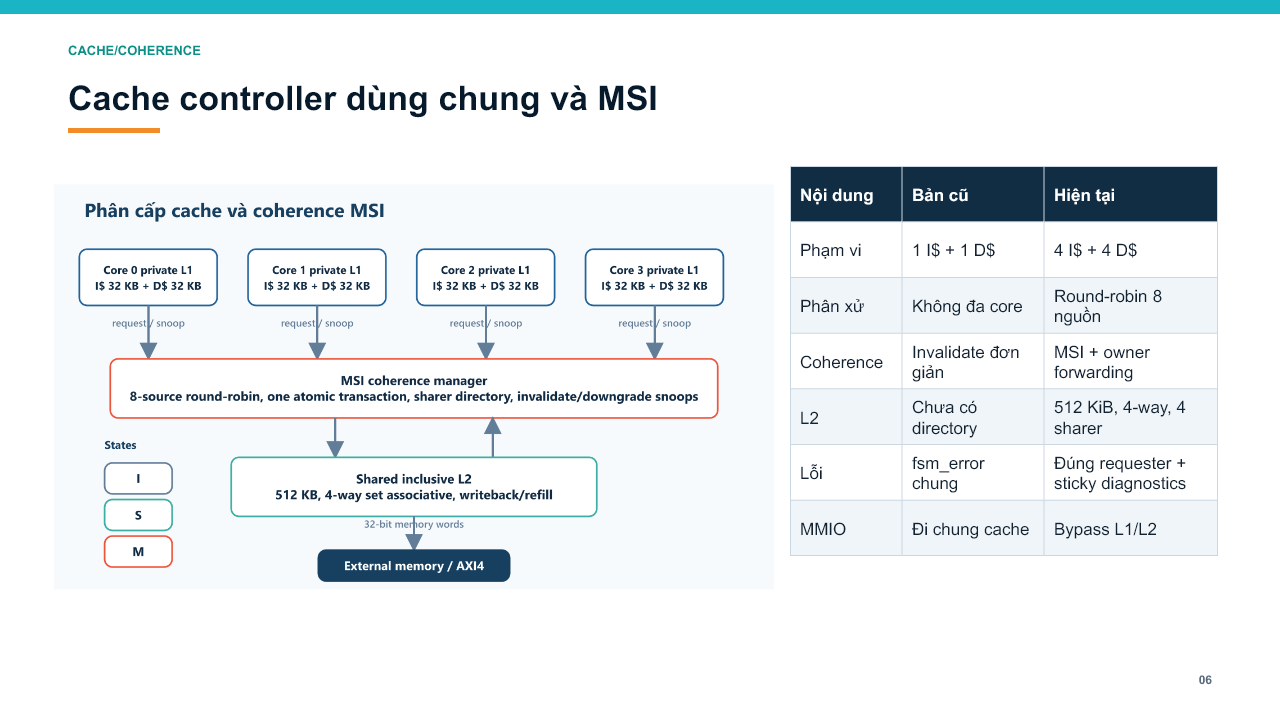 CACHE/COHERENCE
Cache controller dùng chung và MSI
Phân cấp cache và coherence MSI
Core 0 private L1
I$ 32 KB + D$ 32 KB
Core 1 private L1
I$ 32 KB + D$ 32 KB
Core 2 private L1
I$ 32 KB + D$ 32 KB
Core 3 private L1
I$ 32 KB + D$ 32 KB
request / snoop
request / snoop
request / snoop
request / snoop
MSI coherence manager
8-source round-robin, one atomic transaction, sharer directory, invalidate/downgrade snoops
States
I
S
M
Shared inclusive L2
512 KB, 4-way set associative, writeback/refill
32-bit memory words
External memory / AXI4
Nội dung
Bản cũ
Hiện tại
Phạm vi
1 I$ + 1 D$
4 I$ + 4 D$
Phân xử
Không đa core
Round-robin 8
nguồn
Coherence
Invalidate đơn
giản
MSI + owner
forwarding
L2
Chưa có
directory
512 KiB, 4-way, 4
sharer
Lỗi
fsm_error
chung
Đúng requester +
sticky diagnostics
MMIO
Đi chung cache
Bypass L1/L2
06